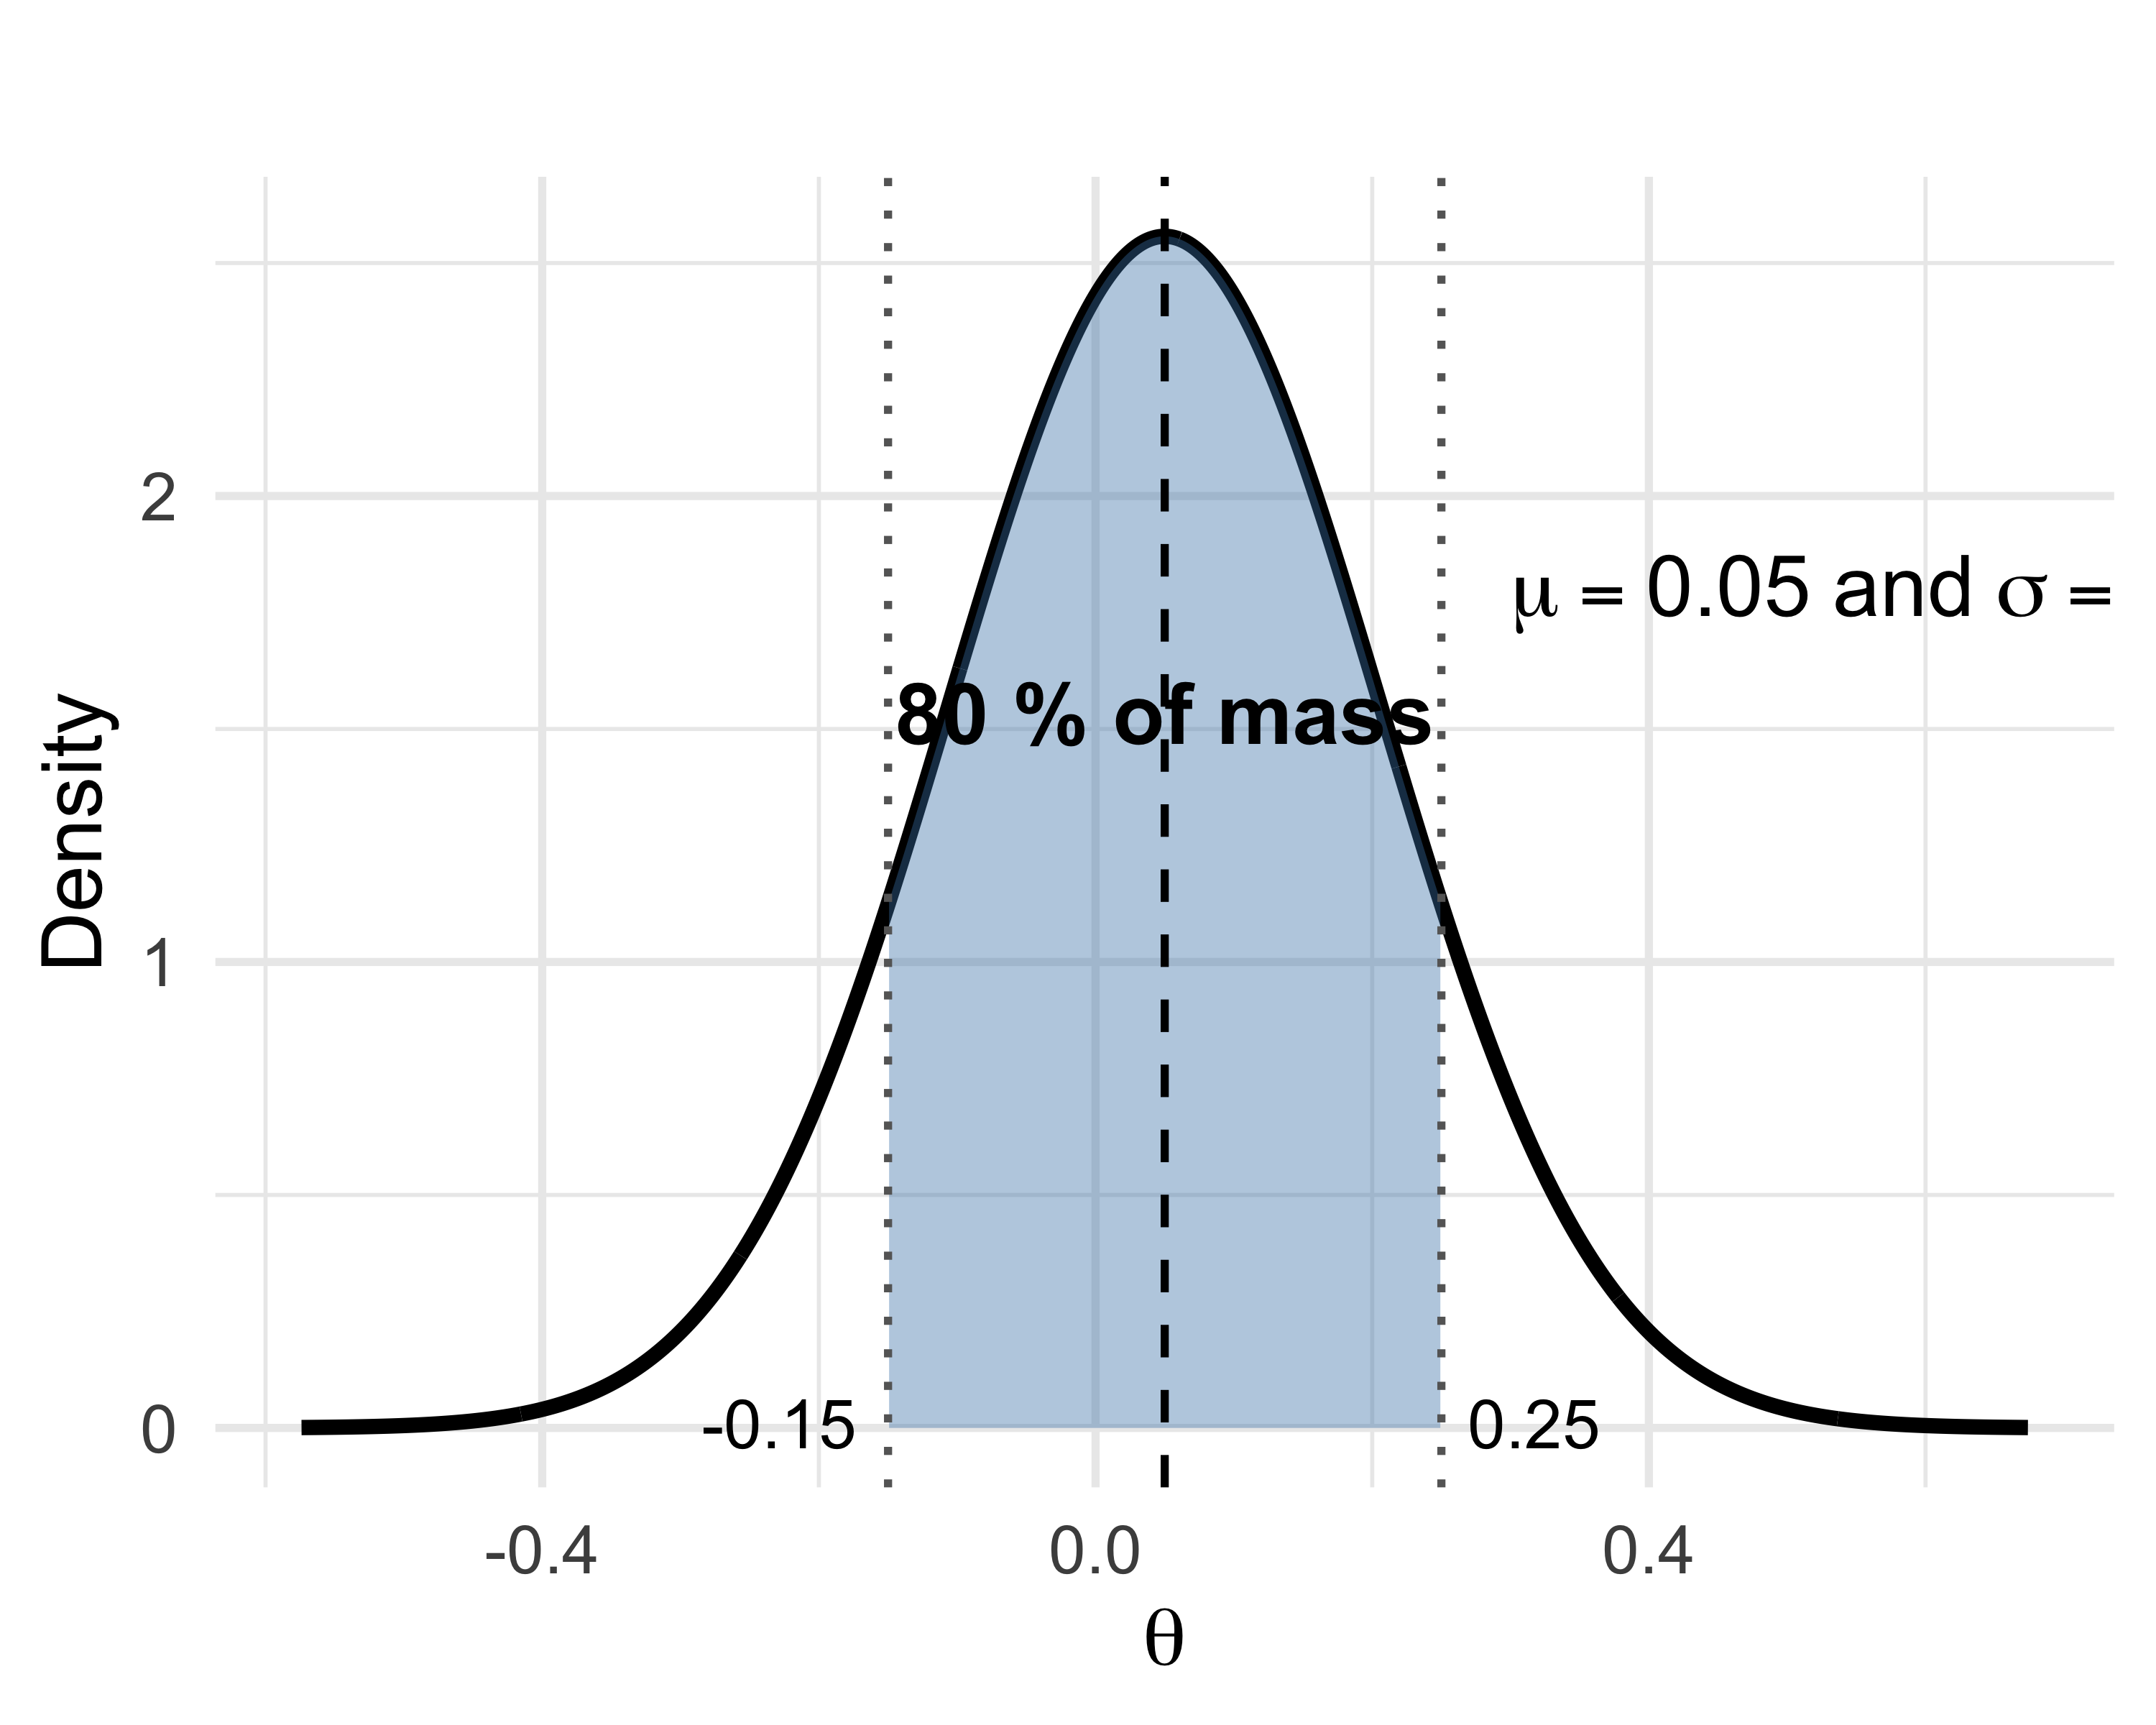 2
μ = 0.05 and σ =
80 % of mass
Density
1
0
-0.15
0.25
-0.4
0.0
0.4
θ